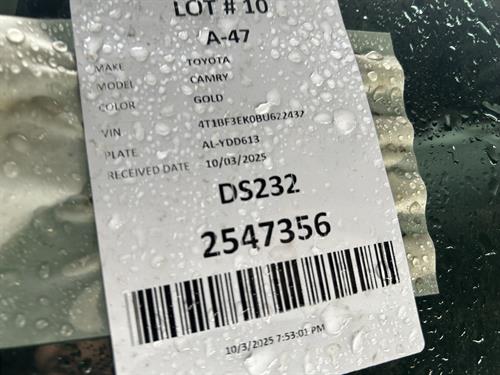 LOT # 10
A-47
MAKE TOYOTA
MODEL CAMRY
COLOR GOLD
VIN 4T1BF3EK0BU622437
PLATE AL-YDD613
RECEIVED DATE 10/03/2025
DS232
2547356
10/3/2025 7:53:01 PM